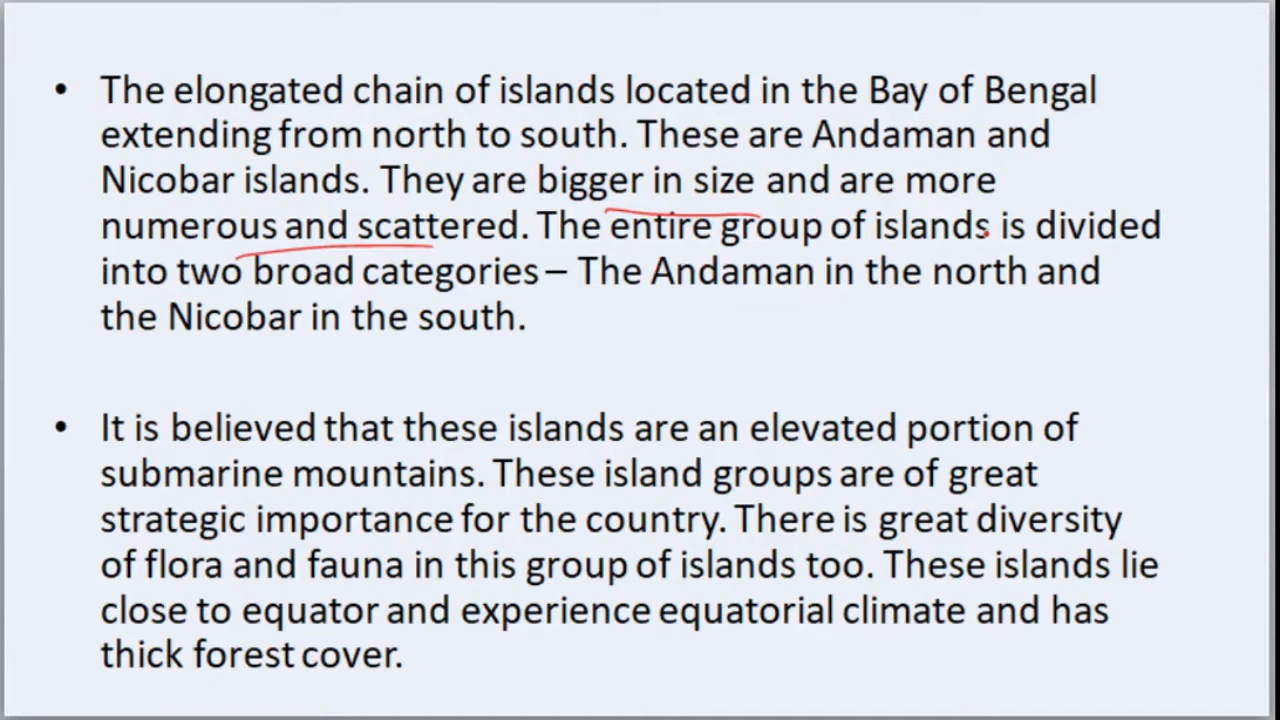 • The elongated chain of islands located in the Bay of Bengal
extending from north to south. These are Andaman and
Nicobar islands. They are bigger in size and are more
numerous and scattered. The entire group of islands is divided
into two broad categories – The Andaman in the north and
the Nicobar in the south.
• It is believed that these islands are an elevated portion of
submarine mountains. These island groups are of great
strategic importance for the country. There is great diversity
of flora and fauna in this group of islands too. These islands lie
close to equator and experience equatorial climate and has
thick forest cover.